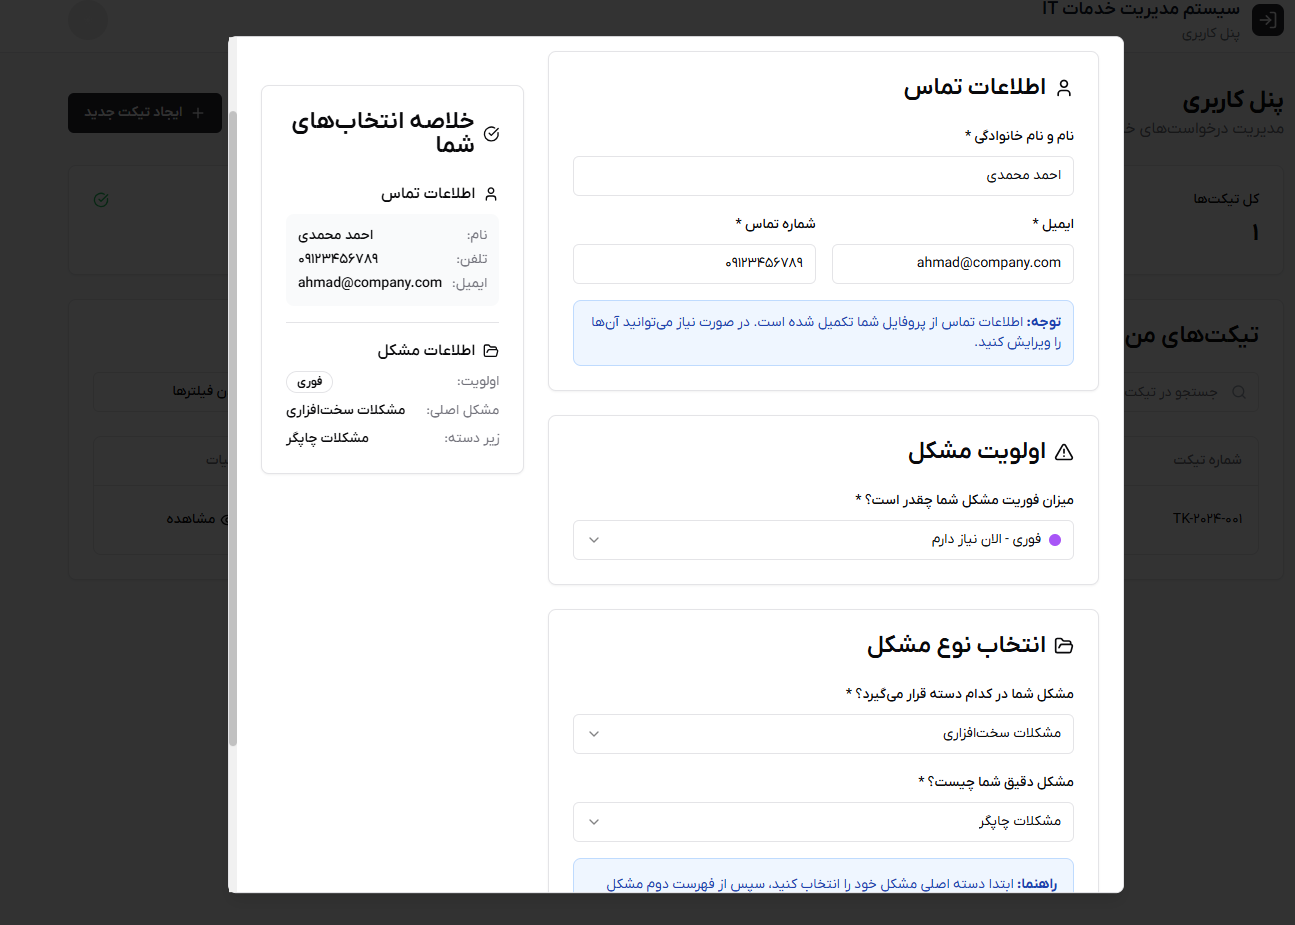 سیستم مدیریت خدمات IT
پنل کاربری
پنل کاربری
مدیریت درخواست‌های
ایجاد تیکت جدید
کل تیکت‌ها
۱
تیکت‌های من
جستجو در تیکت
فیلترها
شماره تیکت
TK-۲۰۲۴-۰۰۱
مشاهده
اطلاعات تماس
نام و نام خانوادگی *
احمد محمدی
ایمیل *
شماره تماس *
ahmad@company.com
۰۹۱۲۳۴۵۶۷۸۹
توجه: اطلاعات تماس از پروفایل شما تکمیل شده است. در صورت نیاز می‌توانید آن‌ها
را ویرایش کنید.
اولویت مشکل
میزان فوریت مشکل شما چقدر است؟ *
فوری - الان نیاز دارم
انتخاب نوع مشکل
مشکل شما در کدام دسته قرار می‌گیرد؟ *
مشکلات سخت‌افزاری
مشکل دقیق شما چیست؟ *
مشکلات چاپگر
راهنما: ابتدا دسته اصلی مشکل خود را انتخاب کنید، سپس از فهرست دوم مشکل
خلاصه انتخاب‌های
شما
اطلاعات تماس
نام: احمد محمدی
تلفن: ۰۹۱۲۳۴۵۶۷۸۹
ایمیل: ahmad@company.com
اطلاعات مشکل
اولویت: فوری
مشکل اصلی: مشکلات سخت‌افزاری
زیر دسته: مشکلات چاپگر